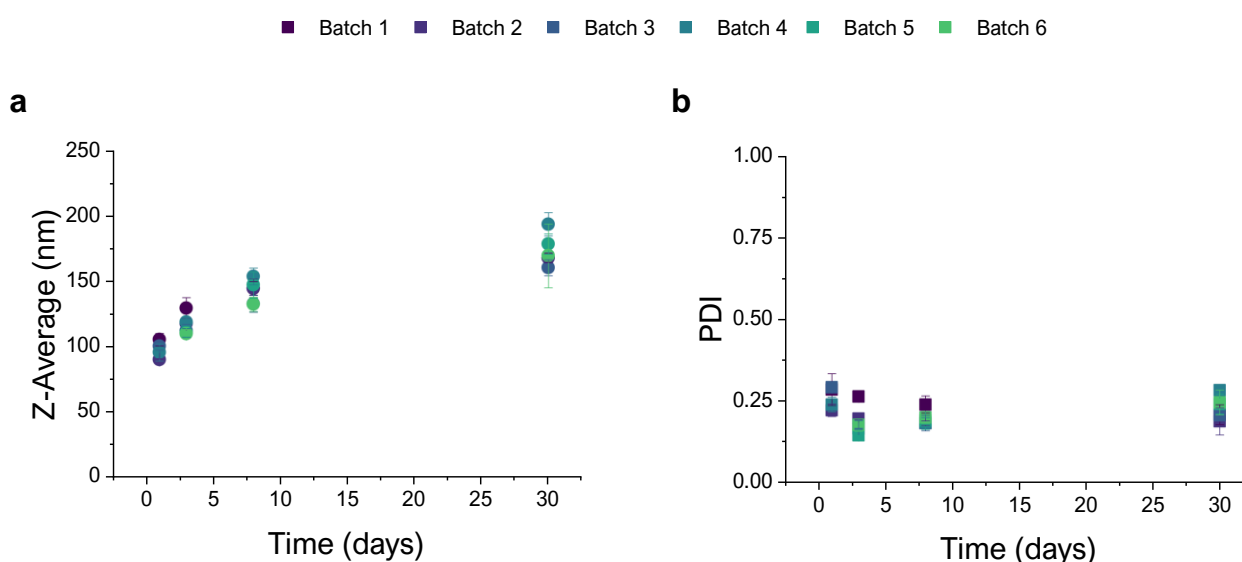 Batch 1 Batch 2 Batch 3 Batch 4 Batch 5 Batch 6
a
250
200
150
100
50
0
Z-Average (nm)
0 5 10 15 20 25 30
Time (days)
b
1.00
0.75
0.50
0.25
0.00
PDI
0 5 10 15 20 25 30
Time (days)